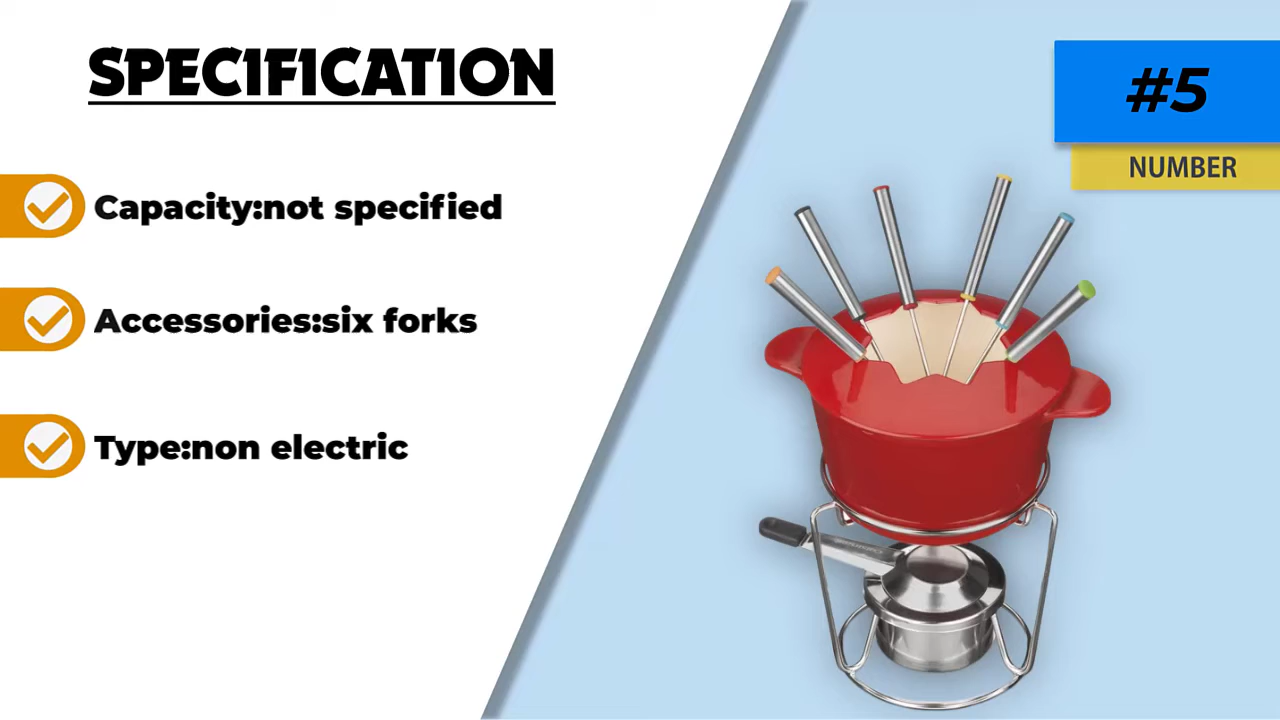 SPECIFICATION
#5
NUMBER
Capacity:not specified
Accessories:six forks
Type:non electric